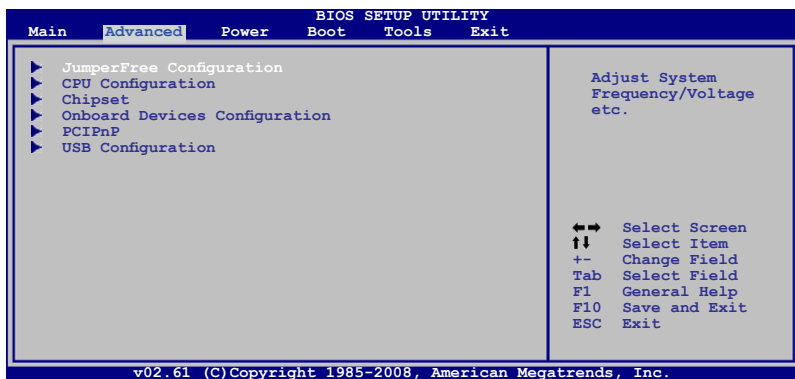 BIOS SETUP UTILITY
Main Advanced Power Boot Tools Exit
JumperFree Configuration
CPU Configuration
Chipset
Onboard Devices Configuration
PCIPnP
USB Configuration
Adjust System
Frequency/Voltage
etc.
←→ Select Screen
↑↓ Select Item
+- Change Field
Tab Select Field
F1 General Help
F10 Save and Exit
ESC Exit
v02.61 (C)Copyright 1985-2008, American Megatrends, Inc.